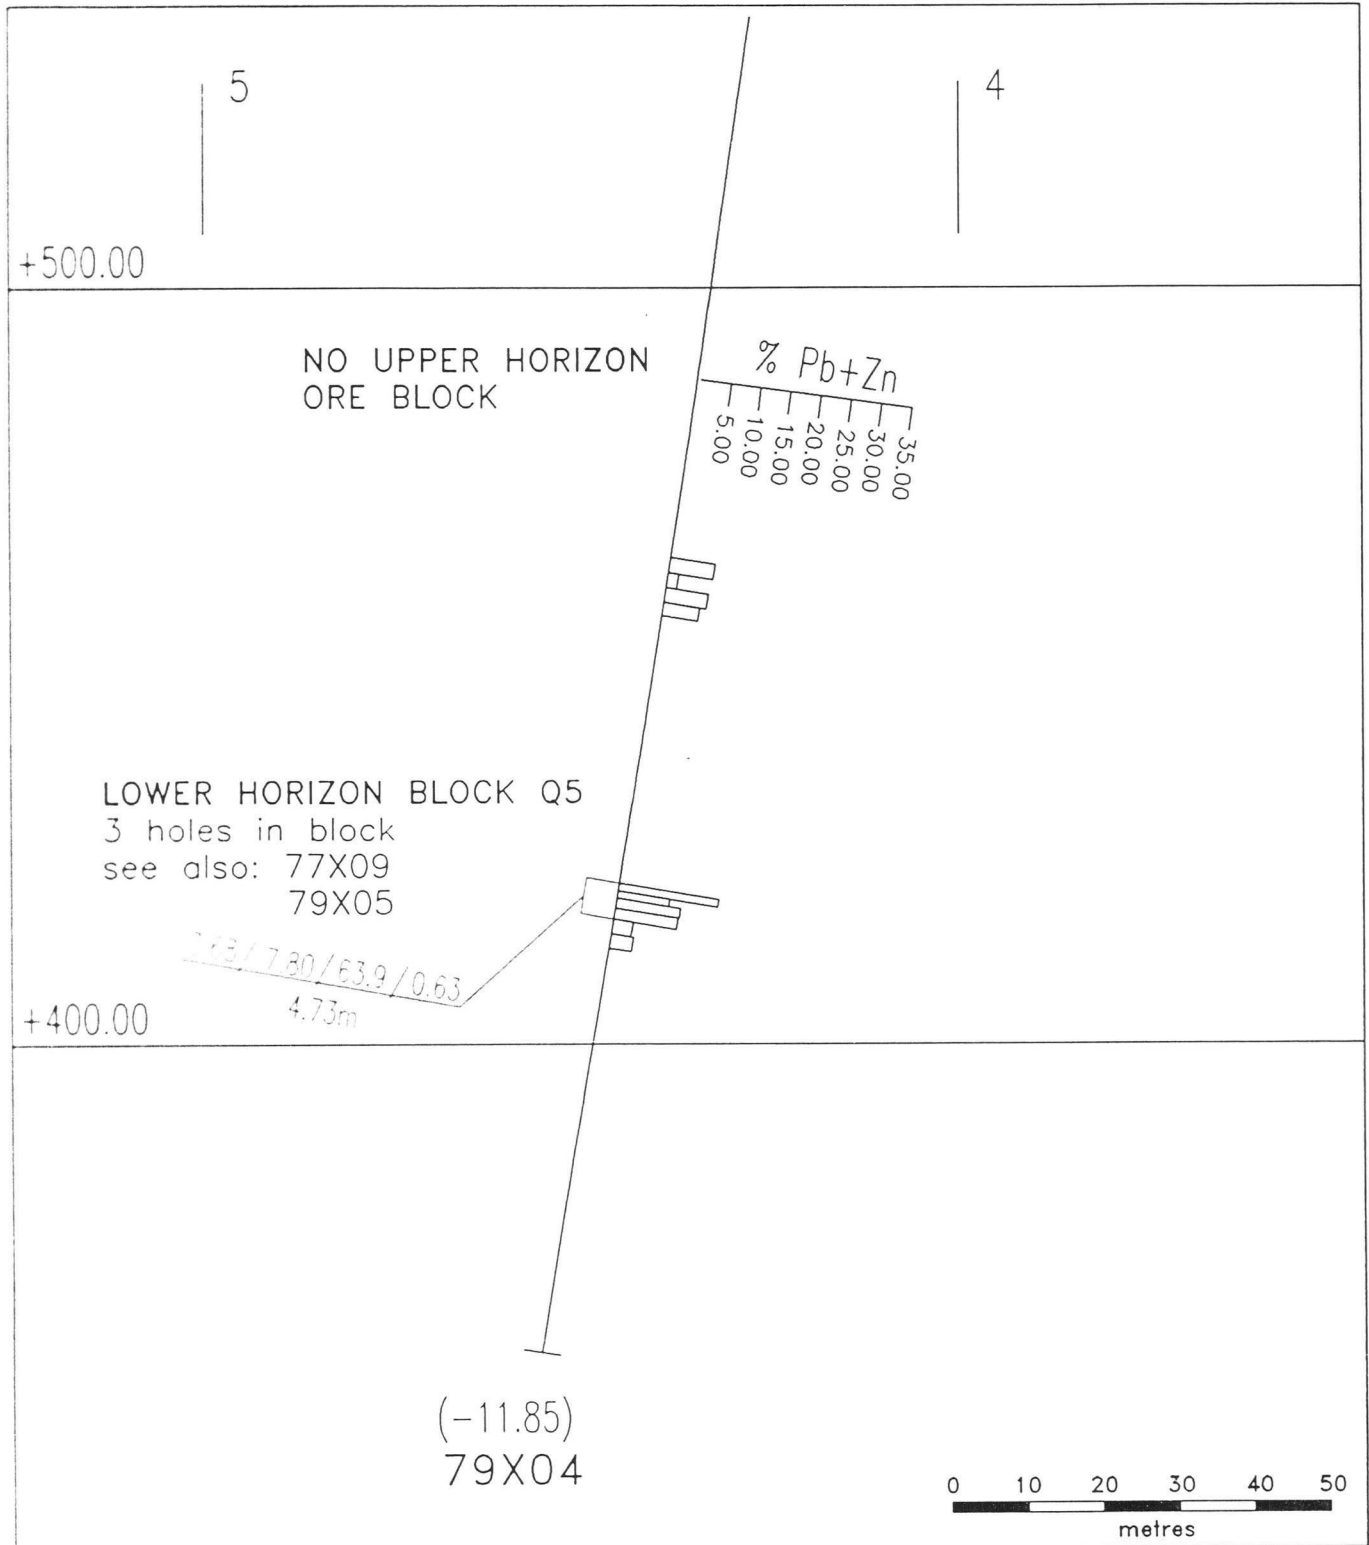 5
4
+500.00
NO UPPER HORIZON
ORE BLOCK
% Pb+Zn
5.00
10.00
15.00
20.00
25.00
30.00
35.00
LOWER HORIZON BLOCK Q5
3 holes in block
see also: 77X09
79X05
7.80/63.9/0.63
4.73m
+400.00
(-11.85)
79X04
0 10 20 30 40 50
metres